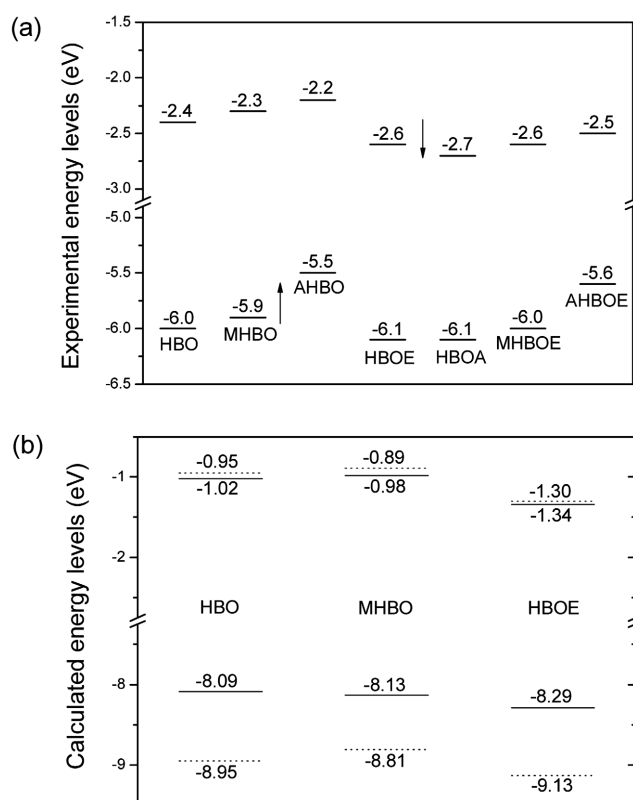 (a)
Experimental energy levels (eV)
-1.5
-2.0
-2.5
-3.0
-5.0
-5.5
-6.0
-6.5
-2.4
-2.3
-2.2
-2.6
-2.7
-2.6
-2.5
-6.0
HBO
-5.9
MHBO
-5.5
AHBO
-6.1
HBOE
-6.1
HBOA
-6.0
MHBOE
-5.6
AHBOE
(b)
Calculated energy levels (eV)
-1
-2
-8
-9
-0.95
-1.02
-0.89
-0.98
-1.30
-1.34
HBO
MHBO
HBOE
-8.09
-8.13
-8.29
-8.95
-8.81
-9.13